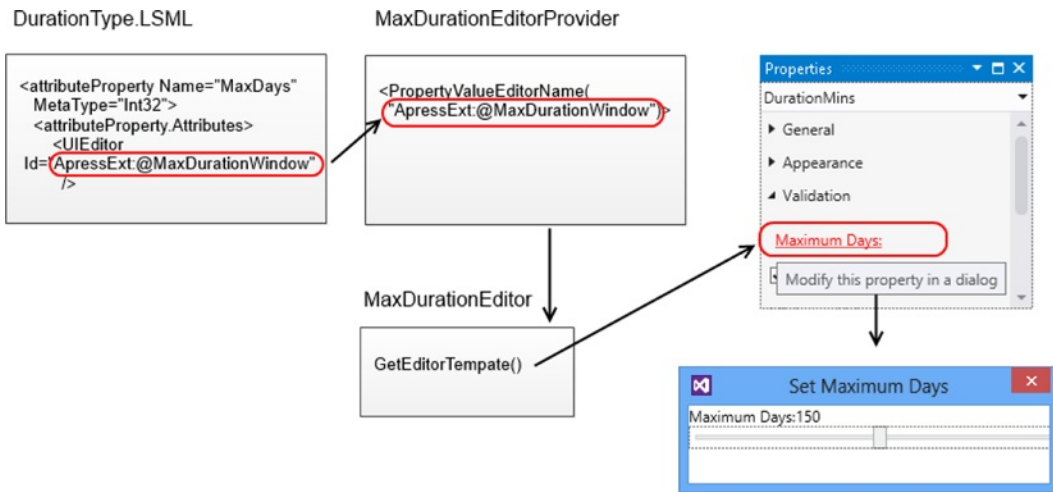 DurationType.LSML
<attributeProperty Name="MaxDays"
MetaType="Int32">
<attributeProperty.Attributes>
<UIEditor
Id="ApressExt:@MaxDurationWindow"
/>
MaxDurationEditorProvider
<PropertyValueEditorName(
"ApressExt:@MaxDurationWindow")>
MaxDurationEditor
GetEditorTempate()
Properties
DurationMins
General
Appearance
Validation
Maximum Days:
Modify this property in a dialog
Set Maximum Days
Maximum Days:150